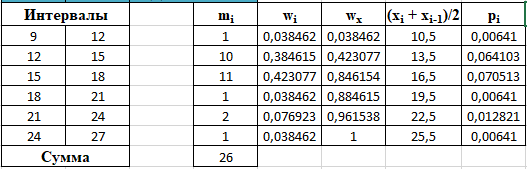 Интервалы mi wi wx (xi + xi-1)/2 pi
9 12 1 0,038462 0,038462 10,5 0,00641
12 15 10 0,384615 0,423077 13,5 0,064103
15 18 11 0,423077 0,846154 16,5 0,070513
18 21 1 0,038462 0,884615 19,5 0,00641
21 24 2 0,076923 0,961538 22,5 0,012821
24 27 1 0,038462 1 25,5 0,00641
Сумма 26